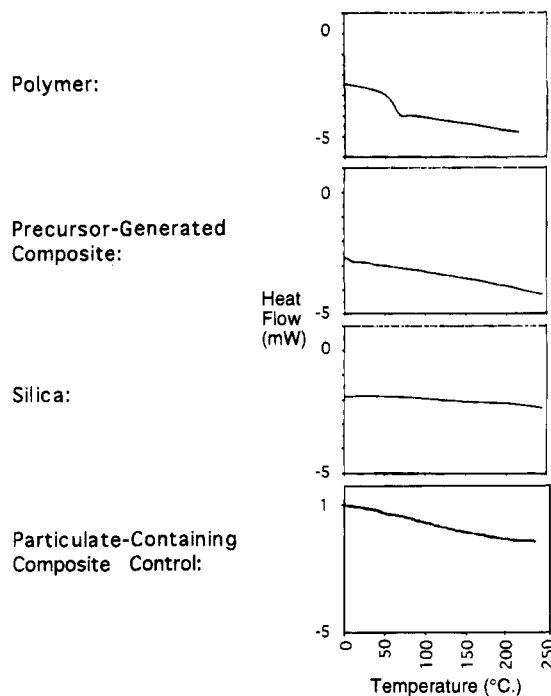 0
Polymer:
-5
0
Precursor-Generated
Composite:
Heat
Flow
(mW)
-5
0
Silica:
-5
1
Particulate-Containing
Composite Control:
-5
0
50
100
150
200
250
Temperature (°C.)